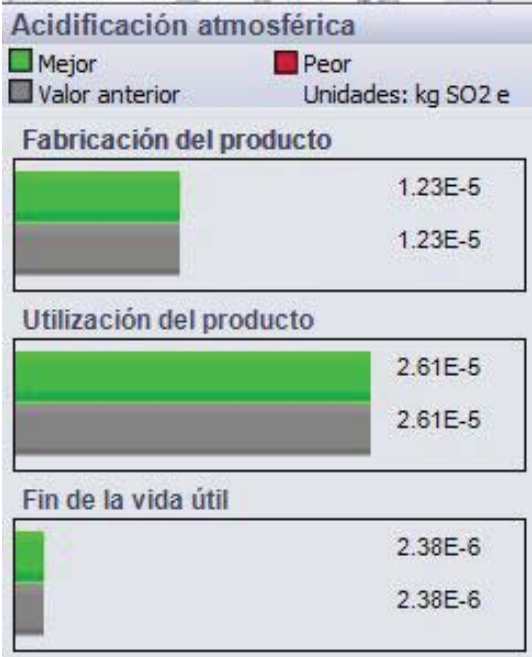 Acidificación atmosférica
Mejor Peor
Valor anterior Unidades: kg SO2 e
Fabricación del producto
1.23E-5
1.23E-5
Utilización del producto
2.61E-5
2.61E-5
Fin de la vida útil
2.38E-6
2.38E-6